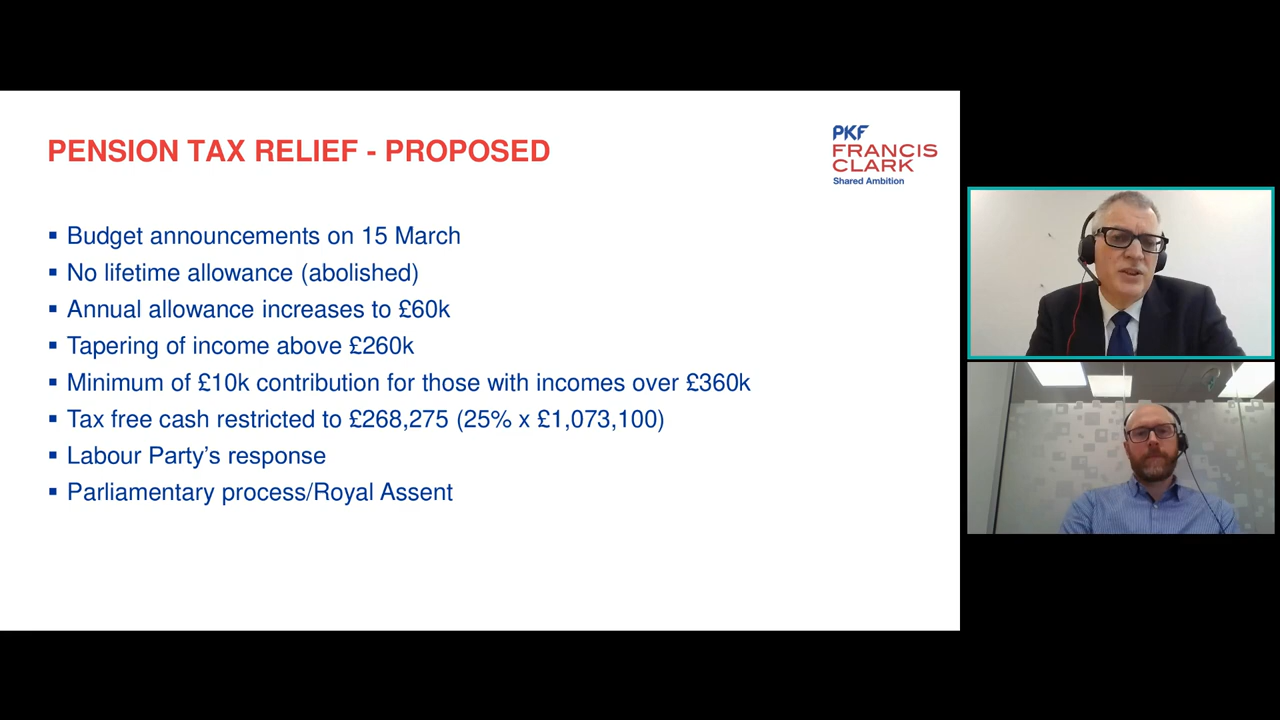 PENSION TAX RELIEF - PROPOSED
PKF
FRANCIS
CLARK
Shared Ambition
▪ Budget announcements on 15 March
▪ No lifetime allowance (abolished)
▪ Annual allowance increases to £60k
▪ Tapering of income above £260k
▪ Minimum of £10k contribution for those with incomes over £360k
▪ Tax free cash restricted to £268,275 (25% x £1,073,100)
▪ Labour Party’s response
▪ Parliamentary process/Royal Assent